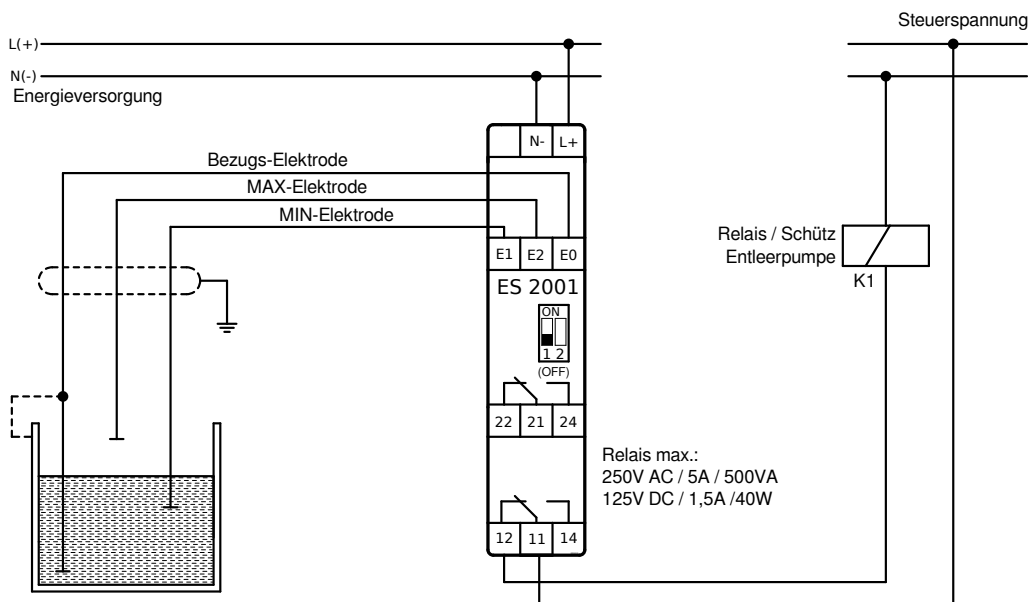 Steuerspannung
L(+)
N(-)
Energieversorgung
N- L+
Bezugs-Elektrode
MAX-Elektrode
MIN-Elektrode
E1 E2 E0
Relais / Schütz
Entleerpumpe
K1
ES 2001
ON
1 2
(OFF)
22 21 24
Relais max.:
250V AC / 5A / 500VA
125V DC / 1,5A /40W
12 11 14